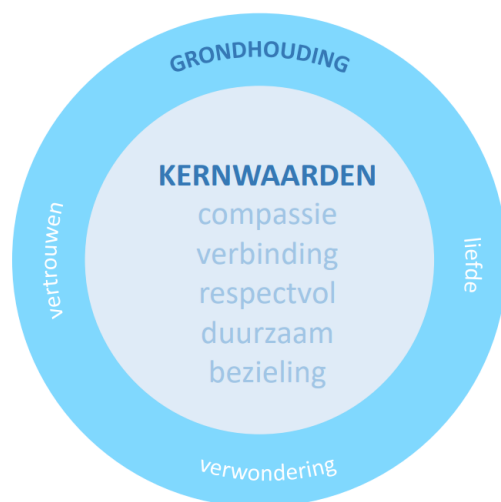 GRONDHOUDING
KERNWAARDEN
compassie
verbinding
respectvol
duurzaam
bezieling
vertrouwen
liefde
verwondering